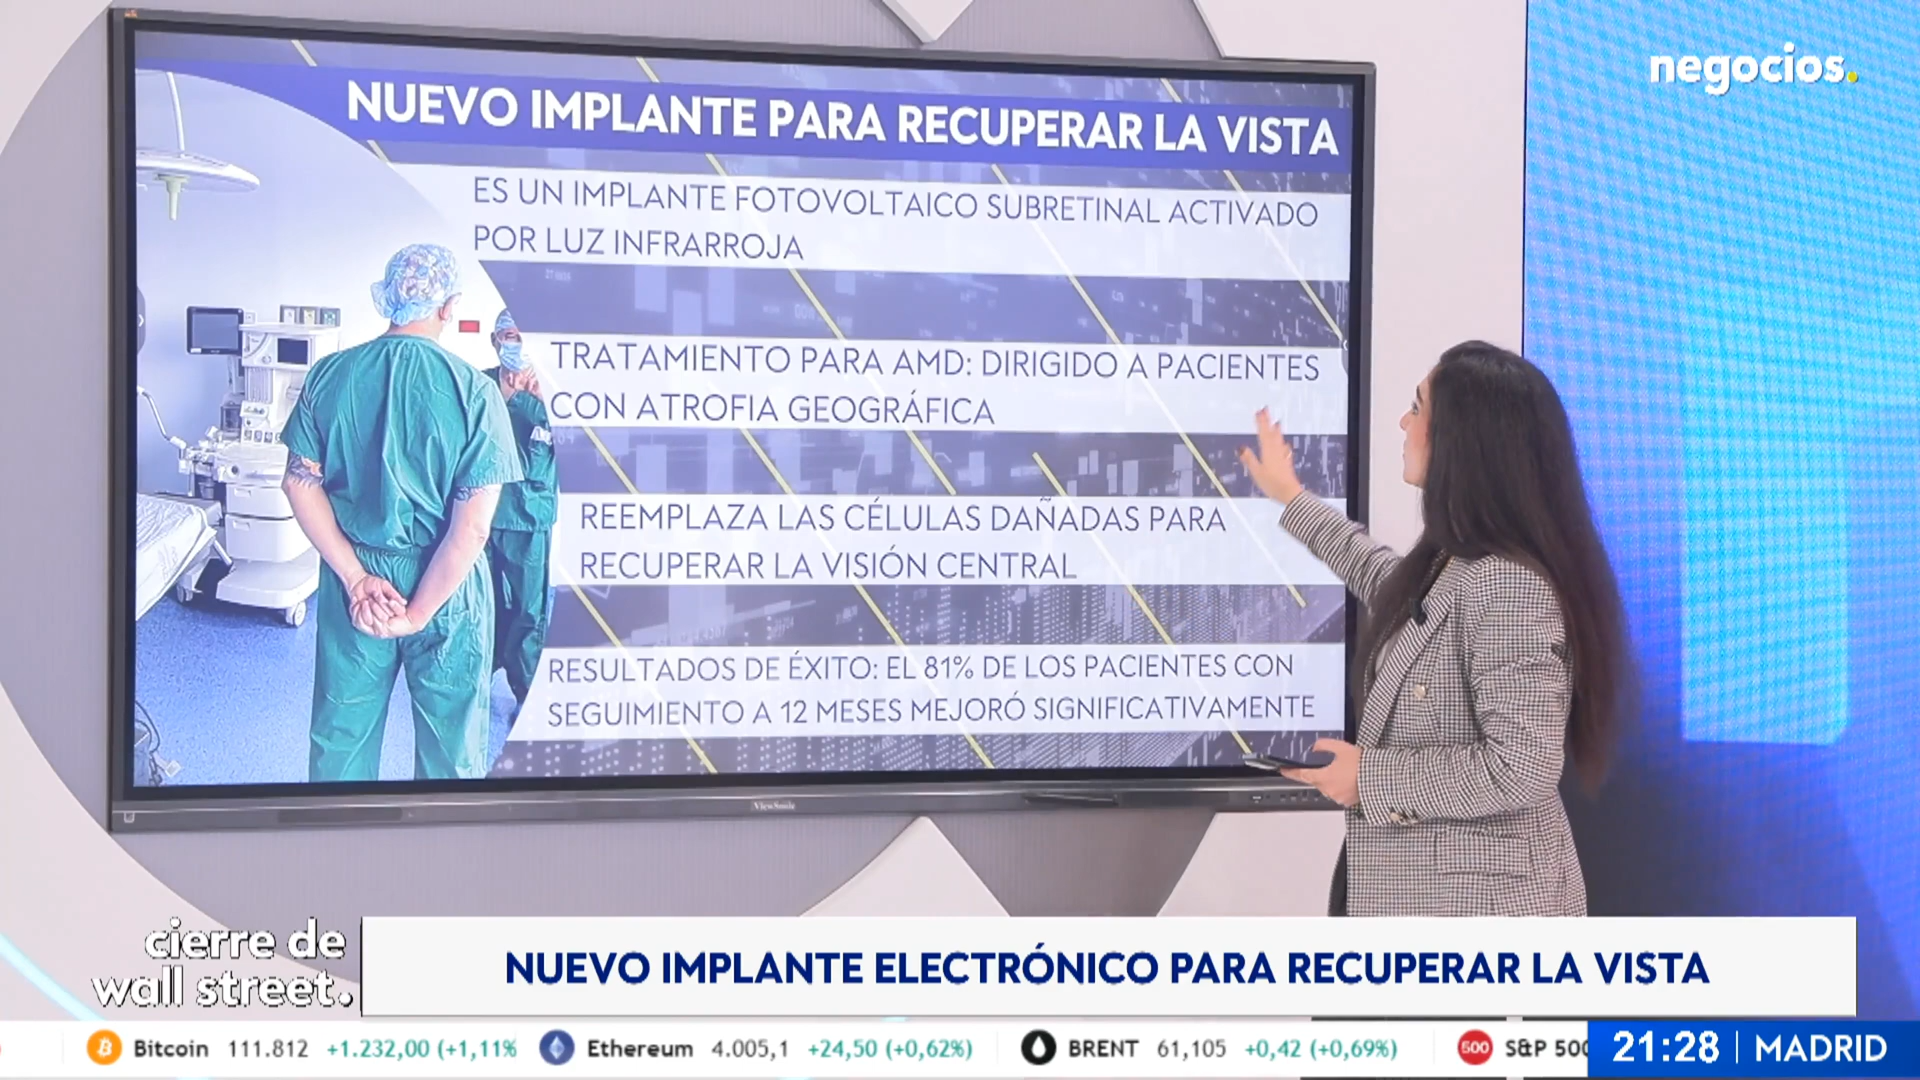 negocios.
NUEVO IMPLANTE PARA RECUPERAR LA VISTA
ES UN IMPLANTE FOTOVOLTAICO SUBRETINAL ACTIVADO
POR LUZ INFRARROJA
TRATAMIENTO PARA AMD: DIRIGIDO A PACIENTES
CON ATROFIA GEOGRÁFICA
REEMPLAZA LAS CÉLULAS DAÑADAS PARA
RECUPERAR LA VISIÓN CENTRAL
RESULTADOS DE ÉXITO: EL 81% DE LOS PACIENTES CON
SEGUIMIENTO A 12 MESES MEJORÓ SIGNIFICATIVAMENTE
ViewSonic
cierre de
wall street.
NUEVO IMPLANTE ELECTRÓNICO PARA RECUPERAR LA VISTA
Bitcoin 111.812 +1.232,00 (+1,11% Ethereum 4.005,1 +24,50 (+0,62%) BRENT 61,105 +0,42 (+0,69%) 500 S&P 500 21:28 | MADRID